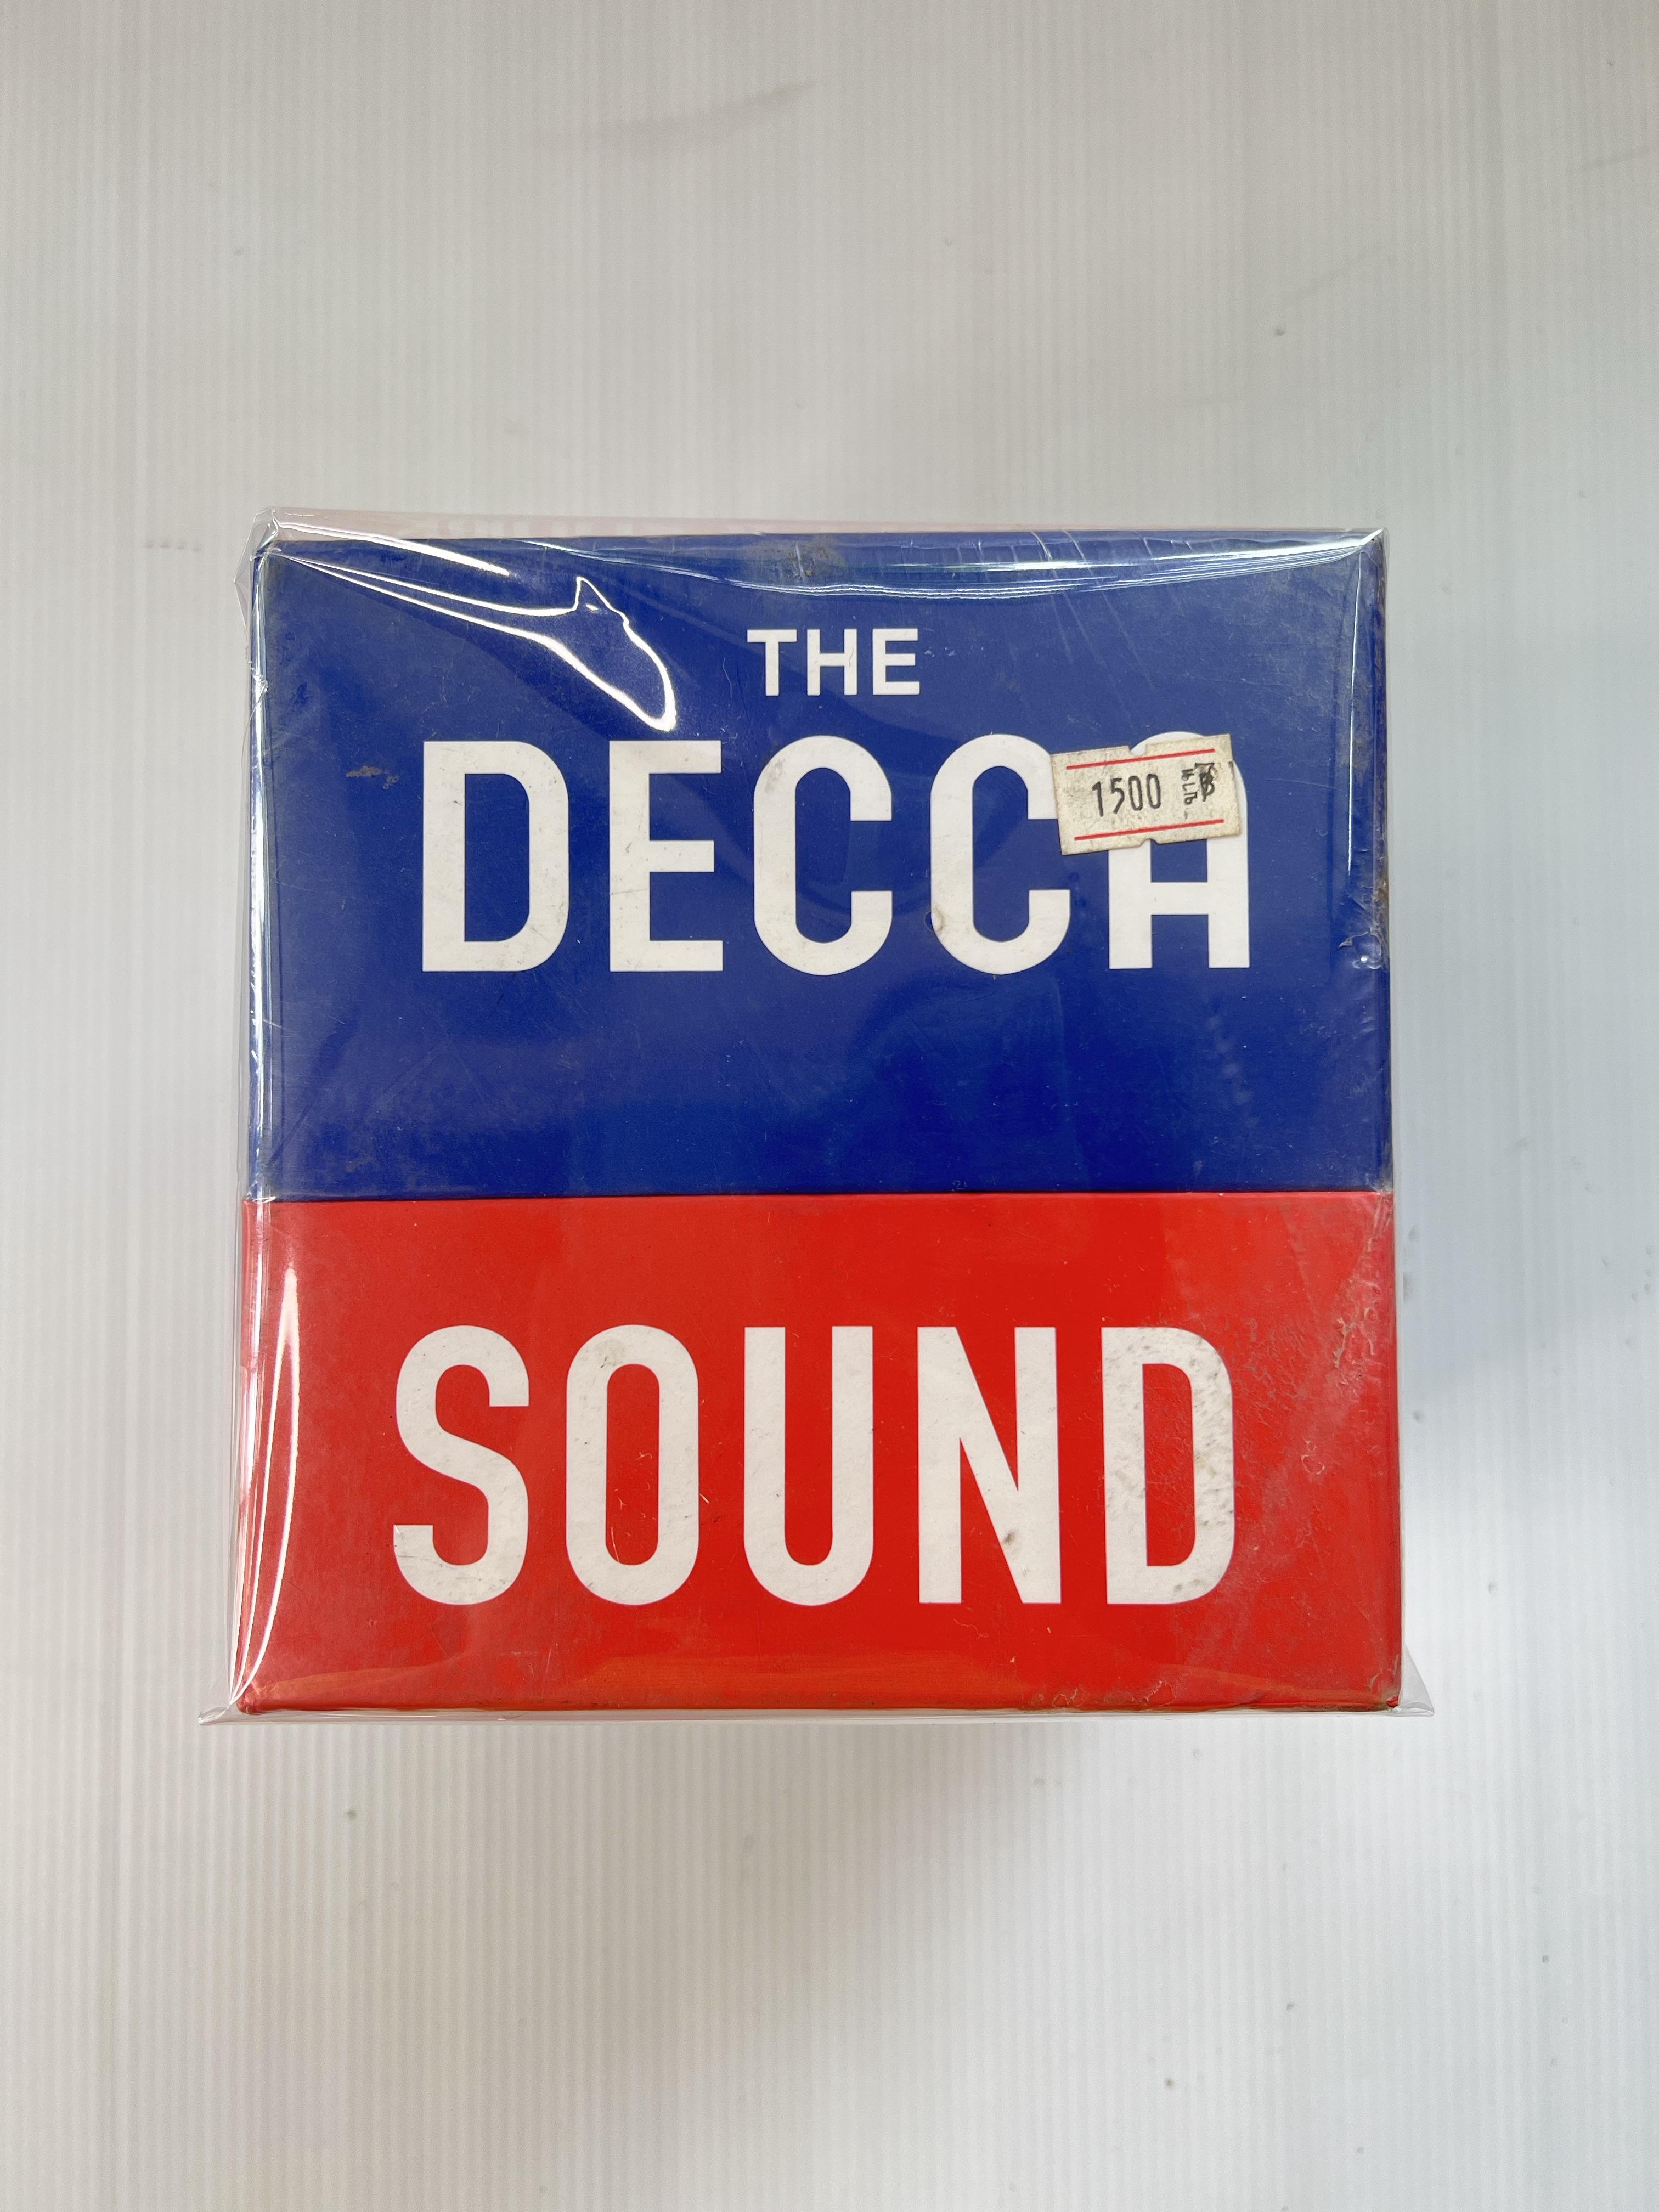 THE
DECCA
1500
SOUND